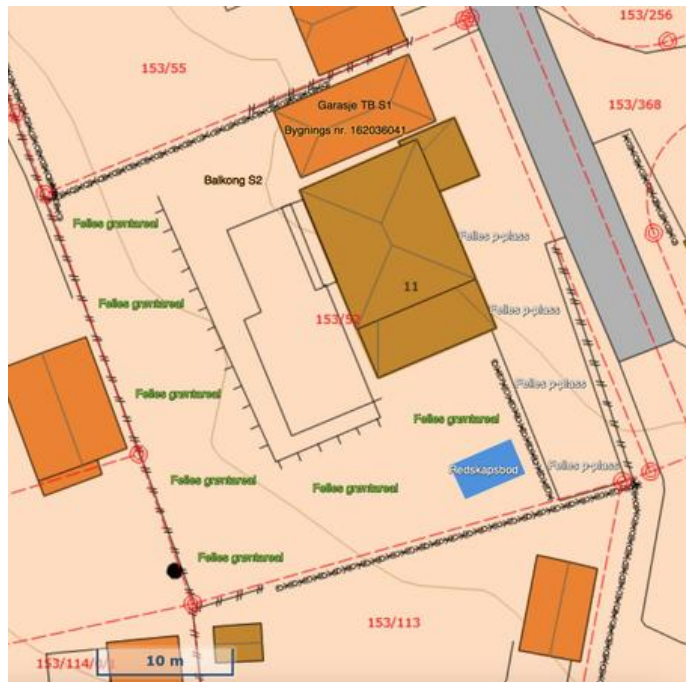 153/256
153/55
Garasje TB S1
153/368
Bygnings nr. 162036041
Balkong S2
Felles grøntareal
Felles p-plass
11
Felles grøntareal
Felles p-plass
153/52
Felles grøntareal
Felles p-plass
Felles grøntareal
Felles p-plass
Redskapsbod
Felles grøntareal
Felles grøntareal
Felles grøntareal
153/113
10 m